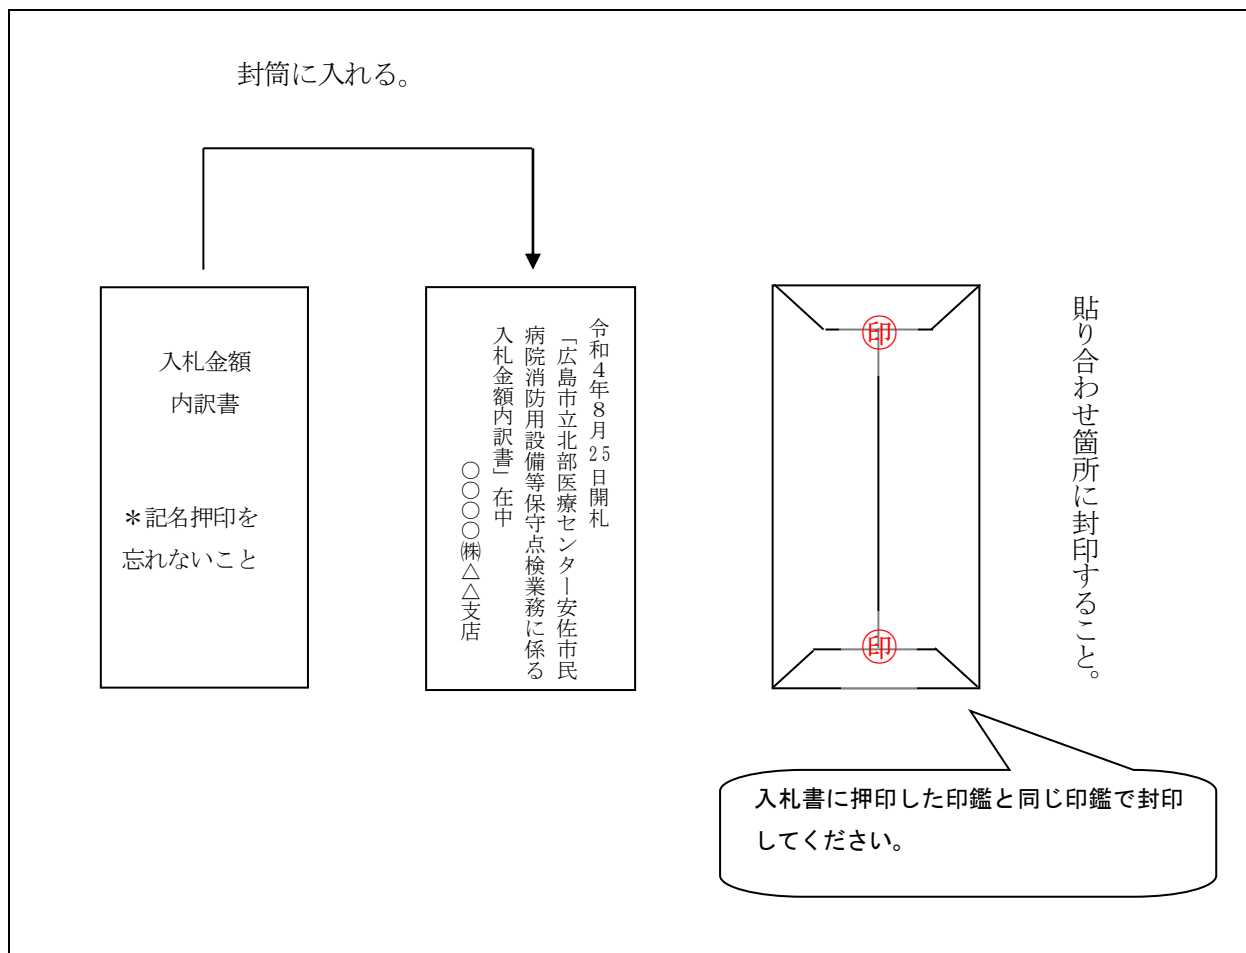 封筒に入れる。
入札金額
内訳書
＊記名押印を
忘れないこと
令和４年８月25日開札
「広島市立北部医療センター安佐市民
病院消防用設備等保守点検業務に係る
入札金額内訳書」在中
〇〇〇〇㈱△△支店
印
印
貼り合わせ箇所に封印すること。
入札書に押印した印鑑と同じ印鑑で封印
してください。